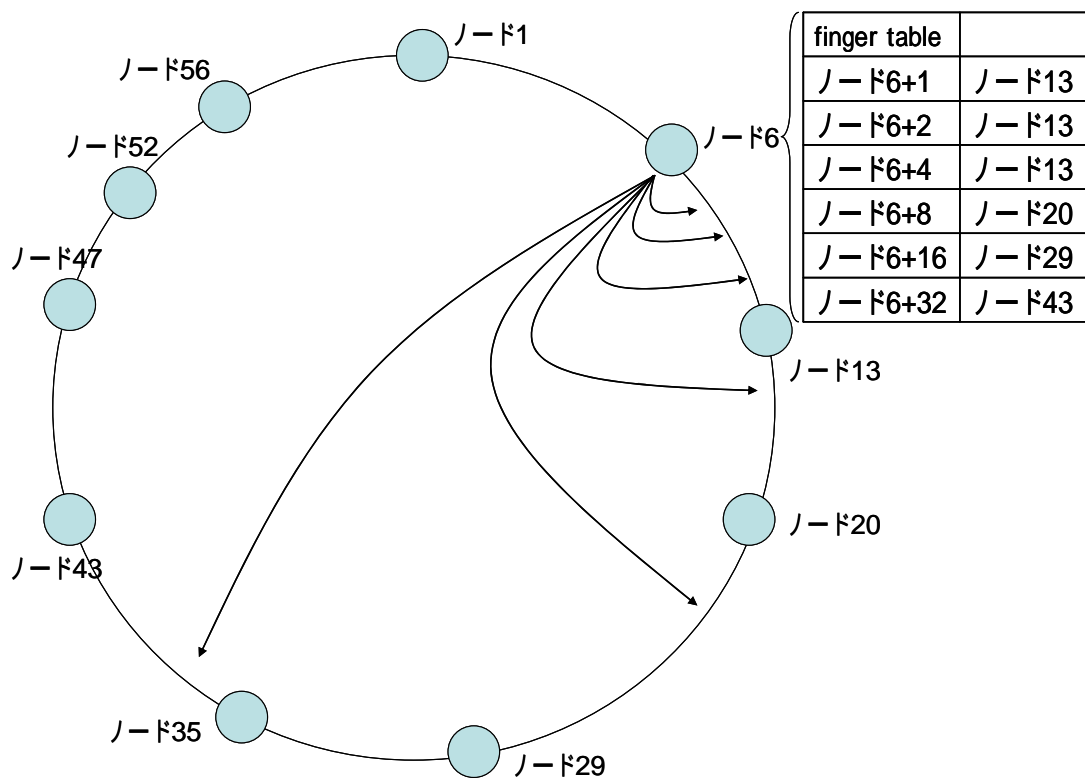 finger table
ノード6+1 ノード13
ノード6+2 ノード13
ノード6+4 ノード13
ノード6+8 ノード20
ノード6+16 ノード29
ノード6+32 ノード43
ノード1
ノード56
ノード6
ノード52
ノード47
ノード13
ノード20
ノード43
ノード35
ノード29